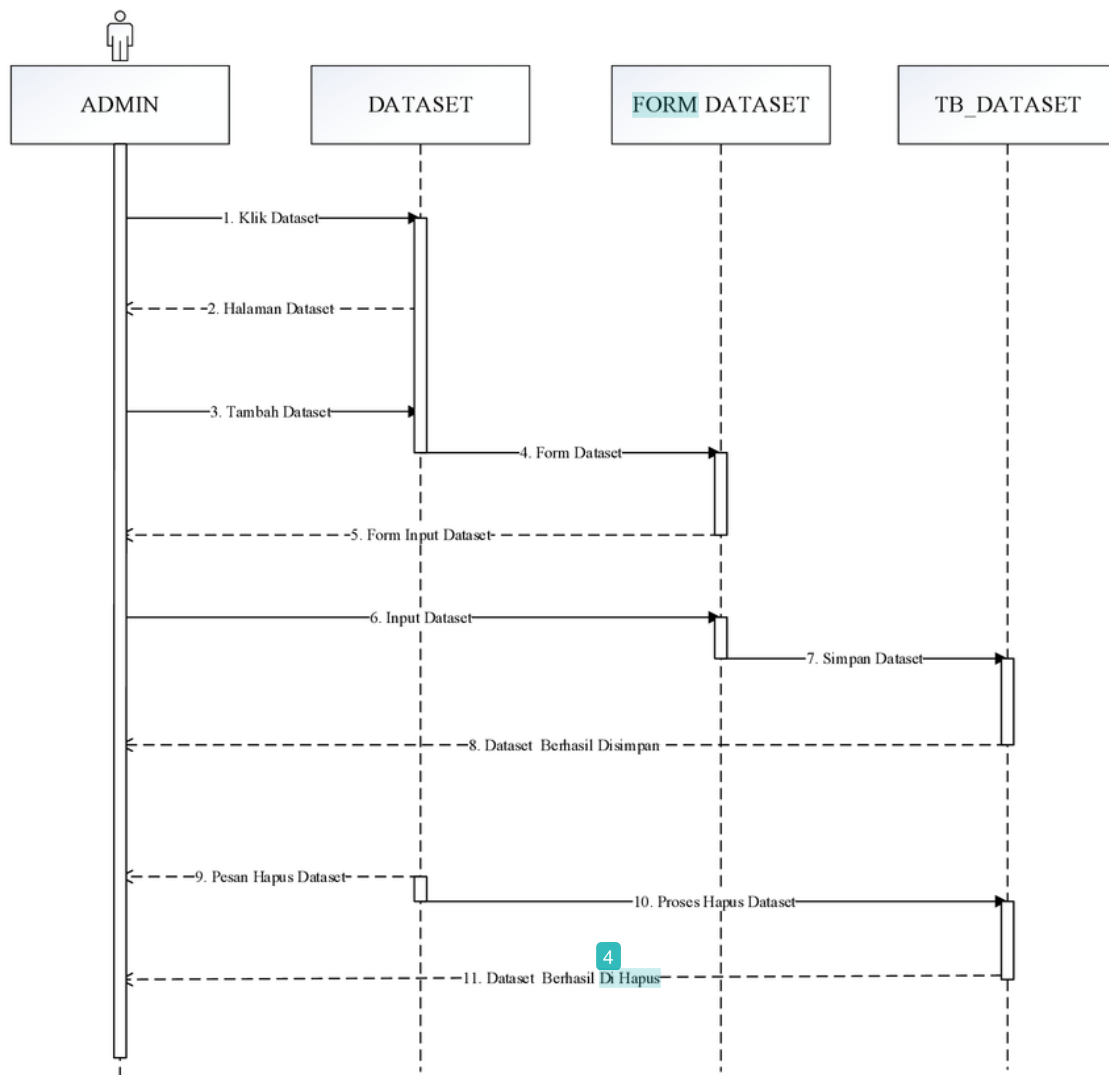 ADMIN
DATASET
FORM DATASET
TB_DATASET
1. Klik Dataset
2. Halaman Dataset
3. Tambah Dataset
4. Form Dataset
5. Form Input Dataset
6. Input Dataset
7. Simpan Dataset
8. Dataset Berhasil Disimpan
9. Pesan Hapus Dataset
10. Proses Hapus Dataset
4
11. Dataset Berhasil Di Hapus